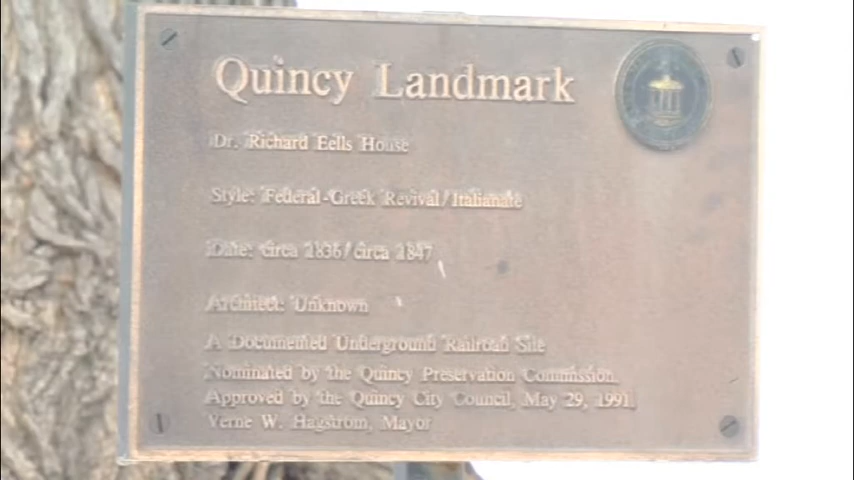 Quincy Landmark
Dr. Richard Eells House
Style: Federal-Greek Revival/Italianate
Date: circa 1836/circa 1847
Architect: Unknown
A Documented Underground Railroad Site
Nominated by the Quincy Preservation Commission.
Approved by the Quincy City Council, May 29, 1991.
Verne W. Hagstrom, Mayor